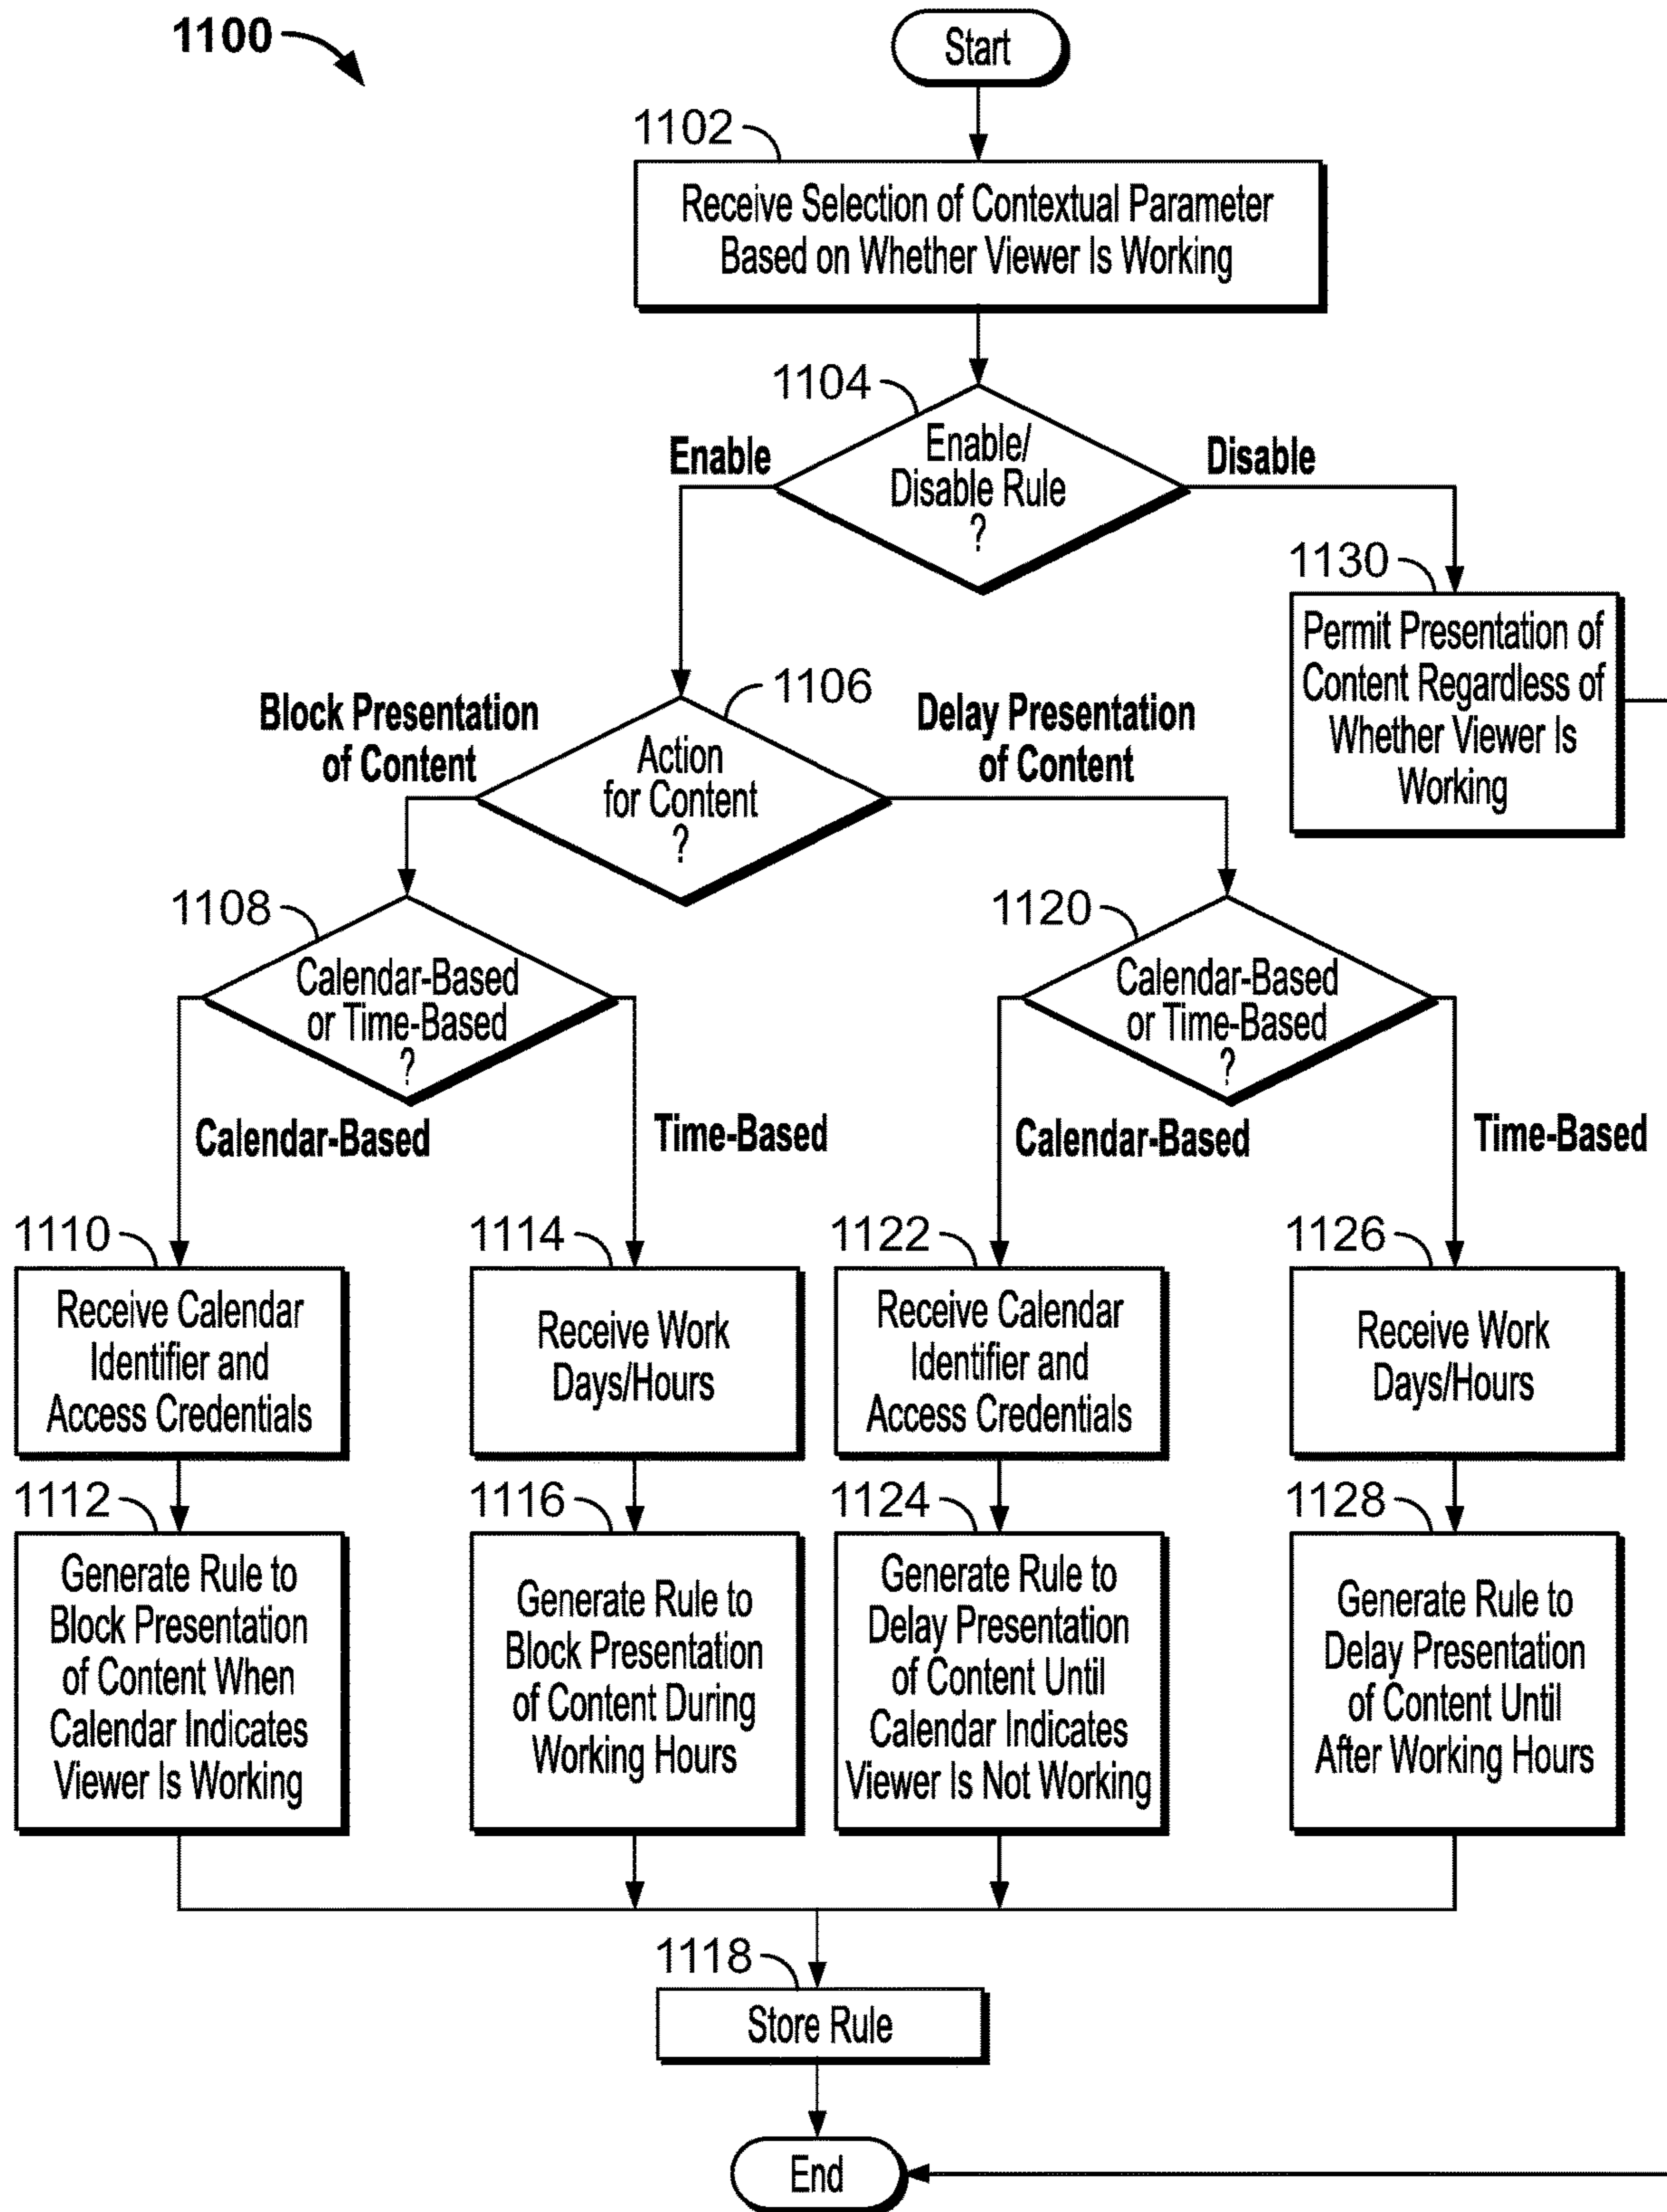 1100
Start
1102
Receive Selection of Contextual Parameter
Based on Whether Viewer Is Working
1104
Enable/
Disable Rule
?
Enable
Disable
1130
Permit Presentation of
Content Regardless of
Whether Viewer Is
Working
1106
Action
for Content
?
Block Presentation
of Content
Delay Presentation
of Content
1108
Calendar-Based
or Time-Based
?
1120
Calendar-Based
or Time-Based
?
Calendar-Based
Time-Based
Calendar-Based
Time-Based
1110
Receive Calendar
Identifier and
Access Credentials
1114
Receive Work
Days/Hours
1122
Receive Calendar
Identifier and
Access Credentials
1126
Receive Work
Days/Hours
1112
Generate Rule to
Block Presentation
of Content When
Calendar Indicates
Viewer Is Working
1116
Generate Rule to
Block Presentation
of Content During
Working Hours
1124
Generate Rule to
Delay Presentation
of Content Until
Calendar Indicates
Viewer Is Not Working
1128
Generate Rule to
Delay Presentation
of Content Until
After Working Hours
1118
Store Rule
End